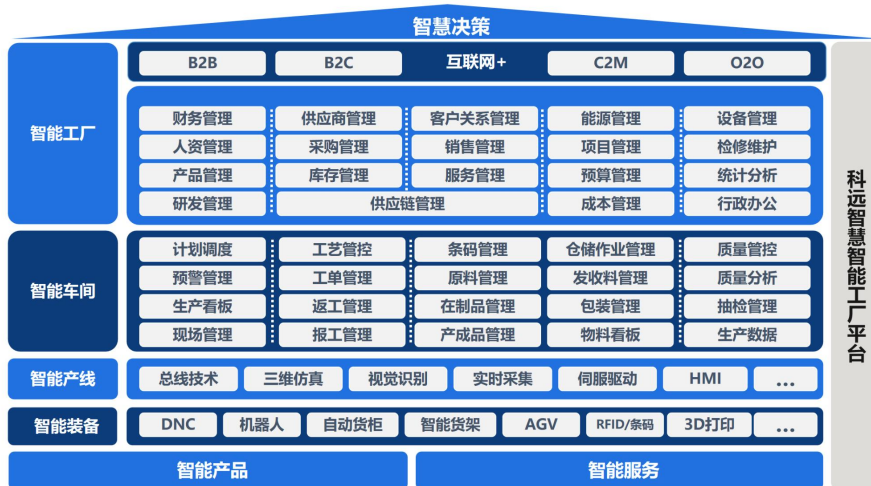 智慧决策
B2B B2C 互联网+ C2M O2O
智能工厂
财务管理 供应商管理 客户关系管理 能源管理 设备管理
人资管理 采购管理 销售管理 项目管理 检修维护
产品管理 库存管理 服务管理 预算管理 统计分析
研发管理 供应链管理 成本管理 行政办公
智能车间
计划调度 工艺管控 条码管理 仓储作业管理 质量管控
预警管理 工单管理 原料管理 发收料管理 质量分析
生产看板 返工管理 在制品管理 包装管理 抽检管理
现场管理 报工管理 产成品管理 物料看板 生产数据
智能产线 总线技术 三维仿真 视觉识别 实时采集 伺服驱动 HMI ...
智能装备 DNC 机器人 自动货柜 智能货架 AGV RFID/条码 3D打印 ...
智能产品 智能服务
科远智慧智能工厂平台